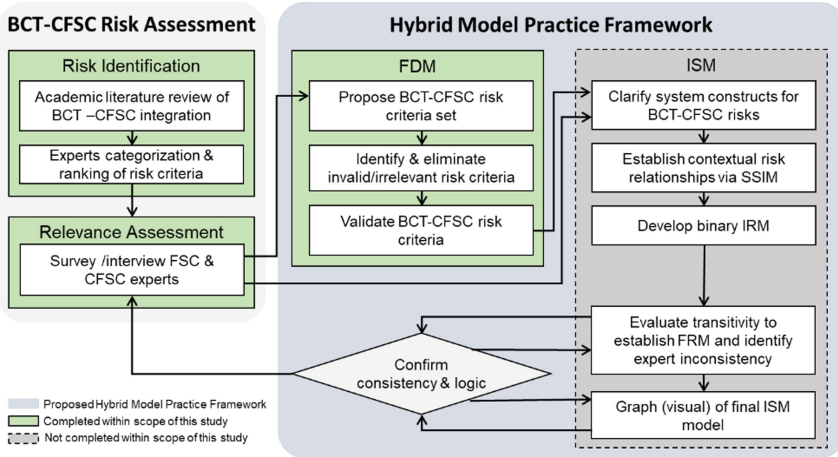 BCT-CFSC Risk Assessment
Risk Identification
Academic literature review of
BCT –CFSC integration
Experts categorization &
ranking of risk criteria
Relevance Assessment
Survey /interview FSC &
CFSC experts
Hybrid Model Practice Framework
FDM
Propose BCT-CFSC risk
criteria set
Identify & eliminate
invalid/irrelevant risk criteria
Validate BCT-CFSC risk
criteria
ISM
Clarify system constructs for
BCT-CFSC risks
Establish contextual risk
relationships via SSIM
Develop binary IRM
Evaluate transitivity to
establish FRM and identify
expert inconsistency
Graph (visual) of final ISM
model
Confirm
consistency & logic
Proposed Hybrid Model Practice Framework
Completed within scope of this study
Not completed within scope of this study